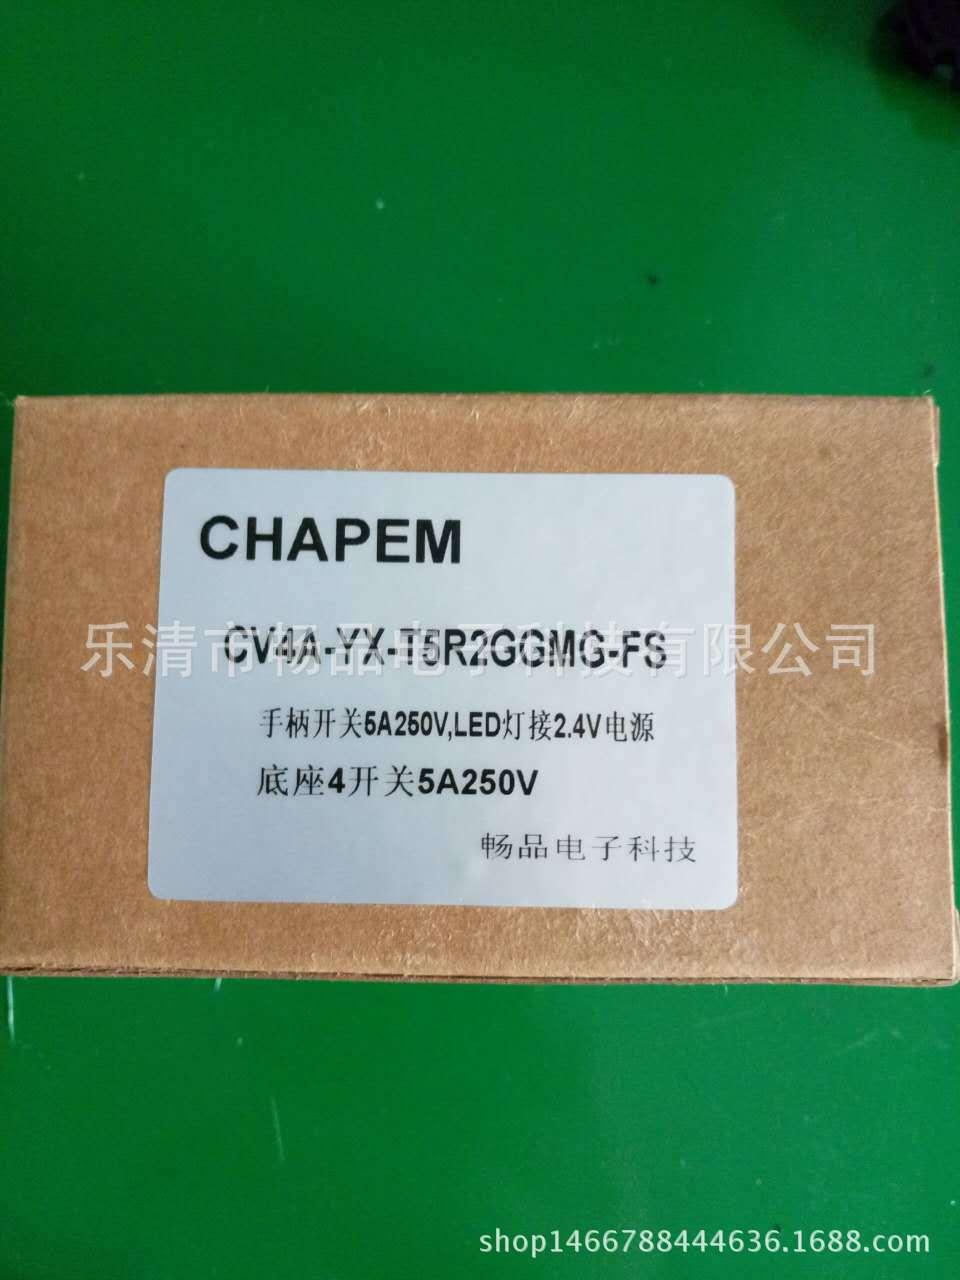 CHAPEM
乐清市畅品电子科技有限公司
CV4A-YX-T5R2GGMG-FS
手柄开关5A250V,LED灯接2.4V电源
底座4开关5A250V
畅品电子科技
shop1466788444636.1688.com